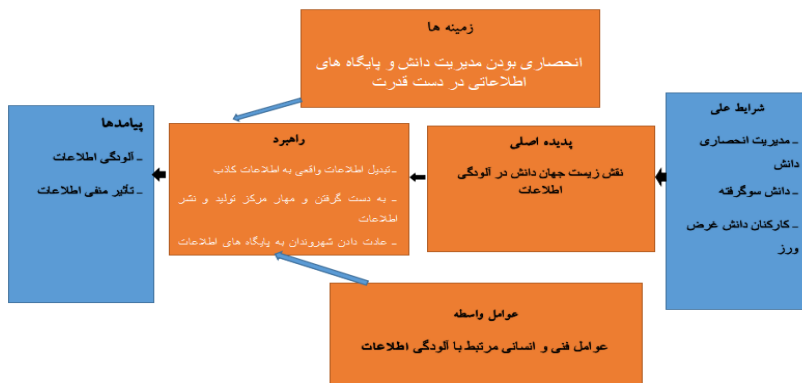 زمینه ها
انحصاری بودن مدیریت دانش و پایگاه های
اطلاعاتی در دست قدرت
شرایط علی
ـ مدیریت انحصاری
دانش
ـ دانش سوگرفته
ـ کارکنان دانش غرض
ورز
پدیده اصلی
نقش زیست جهان دانش در آلودگی
اطلاعات
راهبرد
ـ تبدیل اطلاعات واقعی به اطلاعات کاذب
ـ به دست گرفتن و مهار مرکز تولید و نشر
اطلاعات
ـ عادت دادن شهروندان به پایگاه های اطلاعات
پیامدها
ـ آلودگی اطلاعات
ـ تأثیر منفی اطلاعات
عوامل واسطه
عوامل فنی و انسانی مرتبط با آلودگی اطلاعات